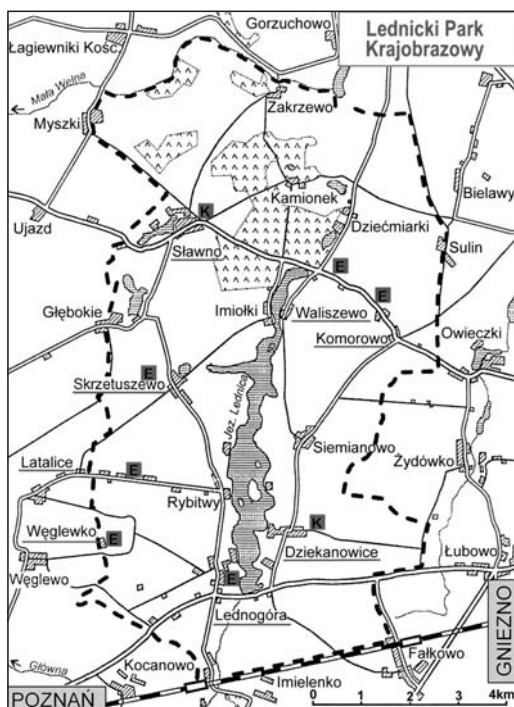 Lednicki Park
Krajobrazowy
Gorzuchowo
Łagiewniki Kość.
Mała Wełna
Zakrzewo
Myszki
Kamionek
Bielawy
Ujazd
K
Dziećmiarki
Sławno
Sulin
E
E
Głębokie
Imiołki
Waliszewo
Komorowo
Owieczki
E
Skrzetuszewo
Jez. Lednica
Siemianowo
Latalice
E
Żydówko
Rybitwy
Węglewko
E
K
Dziekanowice
Łubowo
Węglewo
E
Lednogóra
GNIEZNO
Główna
Kocanowo
Imielenko
Fałkowo
POZNAŃ
0 1 2 3 4km